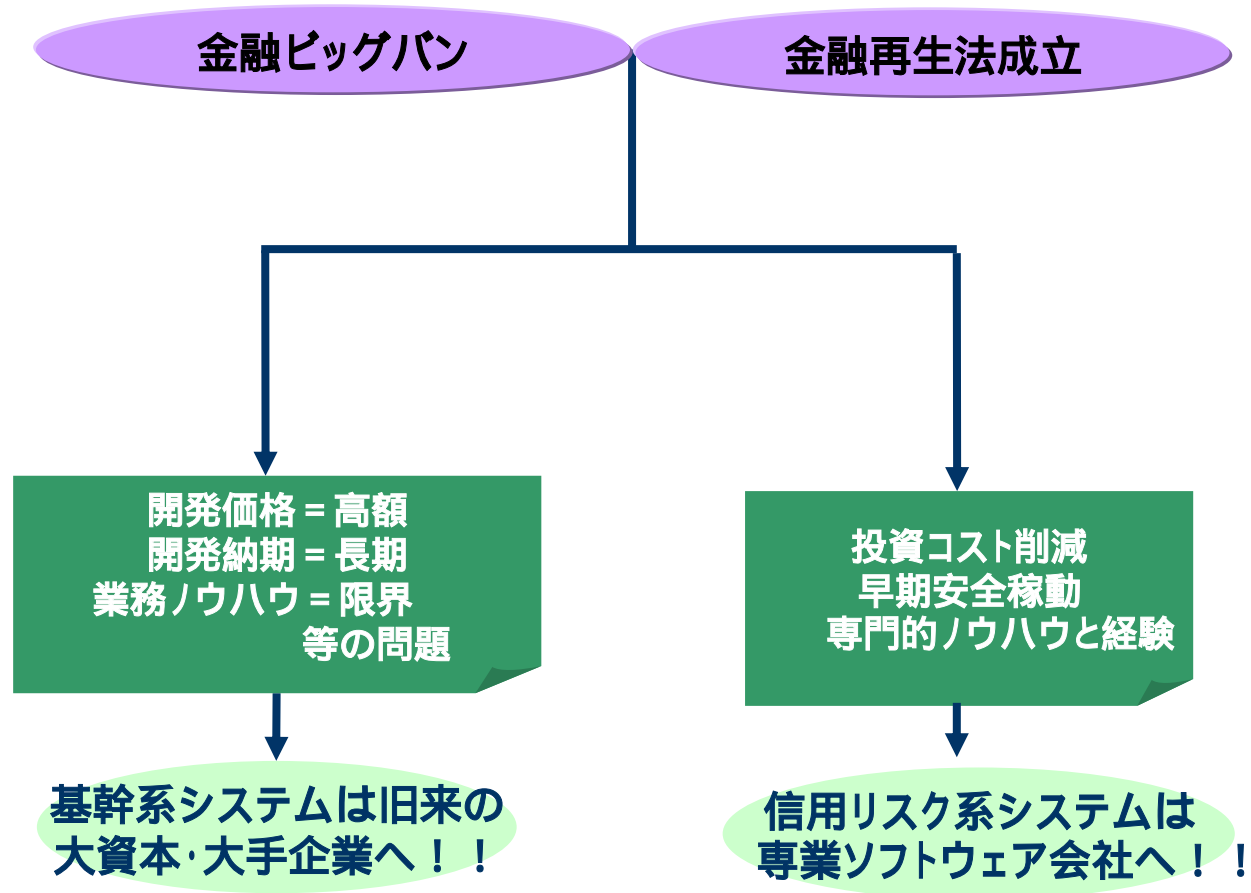 金融ビッグバン
金融再生法成立
開発価格=高額
開発納期=長期
業務ノウハウ=限界
等の問題
投資コスト削減
早期安全稼動
専門的ノウハウと経験
基幹系システムは旧来の
大資本・大手企業へ！！
信用リスク系システムは
専業ソフトウェア会社へ！！